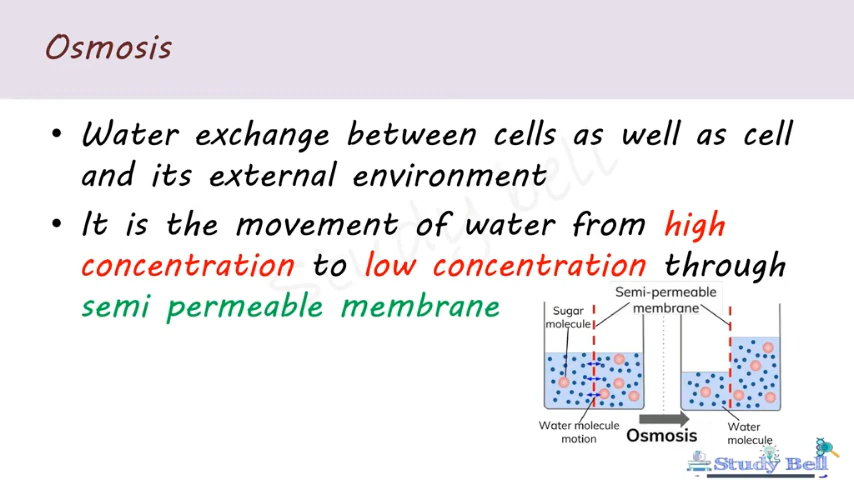 Osmosis
• Water exchange between cells as well as cell
and its external environment
• It is the movement of water from high
concentration to low concentration through
semi permeable membrane
Study bell
Semi-permeable
membrane
Sugar
molecule
Water molecule
motion
Osmosis
Water
molecule
Study Bell